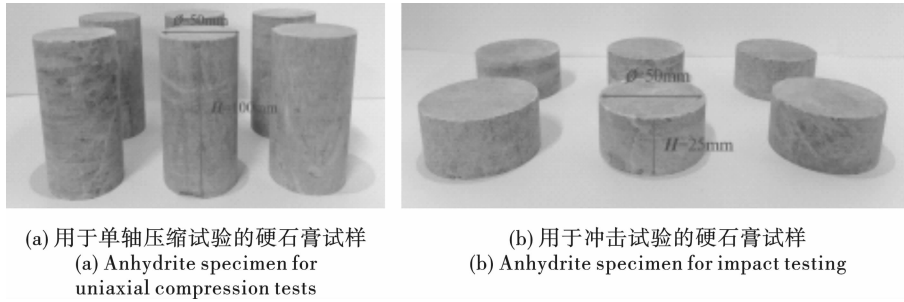 Ø=50mm
H=100mm
Ø=50mm
H=25mm
(a) 用于单轴压缩试验的硬石膏试样
(a) Anhydrite specimen for
uniaxial compression tests
(b) 用于冲击试验的硬石膏试样
(b) Anhydrite specimen for impact testing